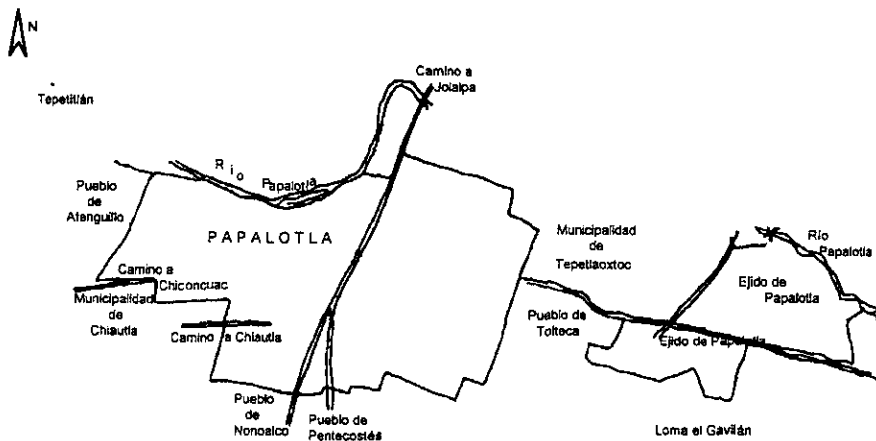 N
Camino a
Jolalpa
Tepetitlán
Río
Papalotla
Pueblo
de
Atenguillo
PAPALOTLA
Municipalidad
de
Tepetlaoxtoc
Río
Papalotla
Ejido de
Papalotla
Camino a
Chiconcuac
Municipalidad
de
Chiautla
Camino a Chiautla
Pueblo de
Tolteca
Ejido de Papalotla
Pueblo
de
Nonoalco
Pueblo de
Pentecostés
Loma el Gavilán